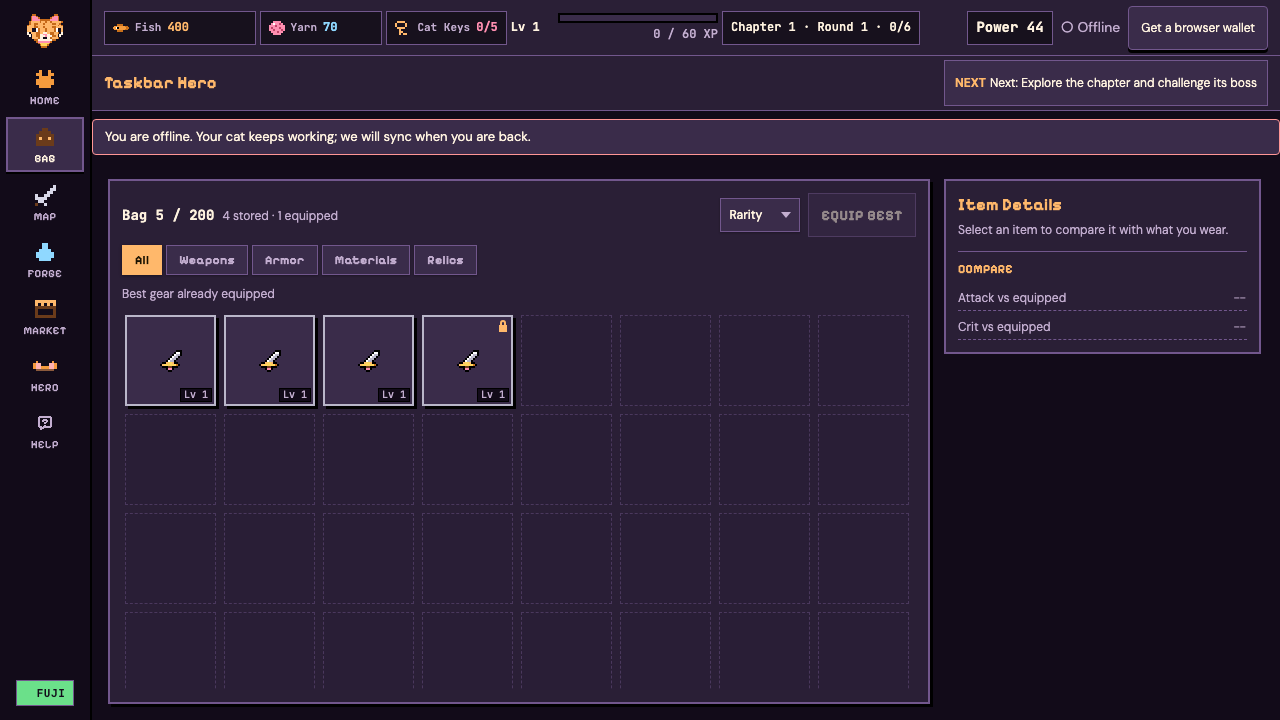 Fish 400
Yarn 70
Cat Keys 0/5
Lv 1
0 / 60 XP
Chapter 1 · Round 1 · 0/6
Power 44
Offline
Get a browser wallet
Taskbar Hero
NEXT Next: Explore the chapter and challenge its boss
You are offline. Your cat keeps working; we will sync when you are back.
HOME
BAG
MAP
FORGE
MARKET
HERO
HELP
FUJI
Bag 5 / 200 4 stored · 1 equipped
Rarity
EQUIP BEST
All
Weapons
Armor
Materials
Relics
Best gear already equipped
Lv 1
Lv 1
Lv 1
Lv 1
Item Details
Select an item to compare it with what you wear.
COMPARE
Attack vs equipped --
Crit vs equipped --